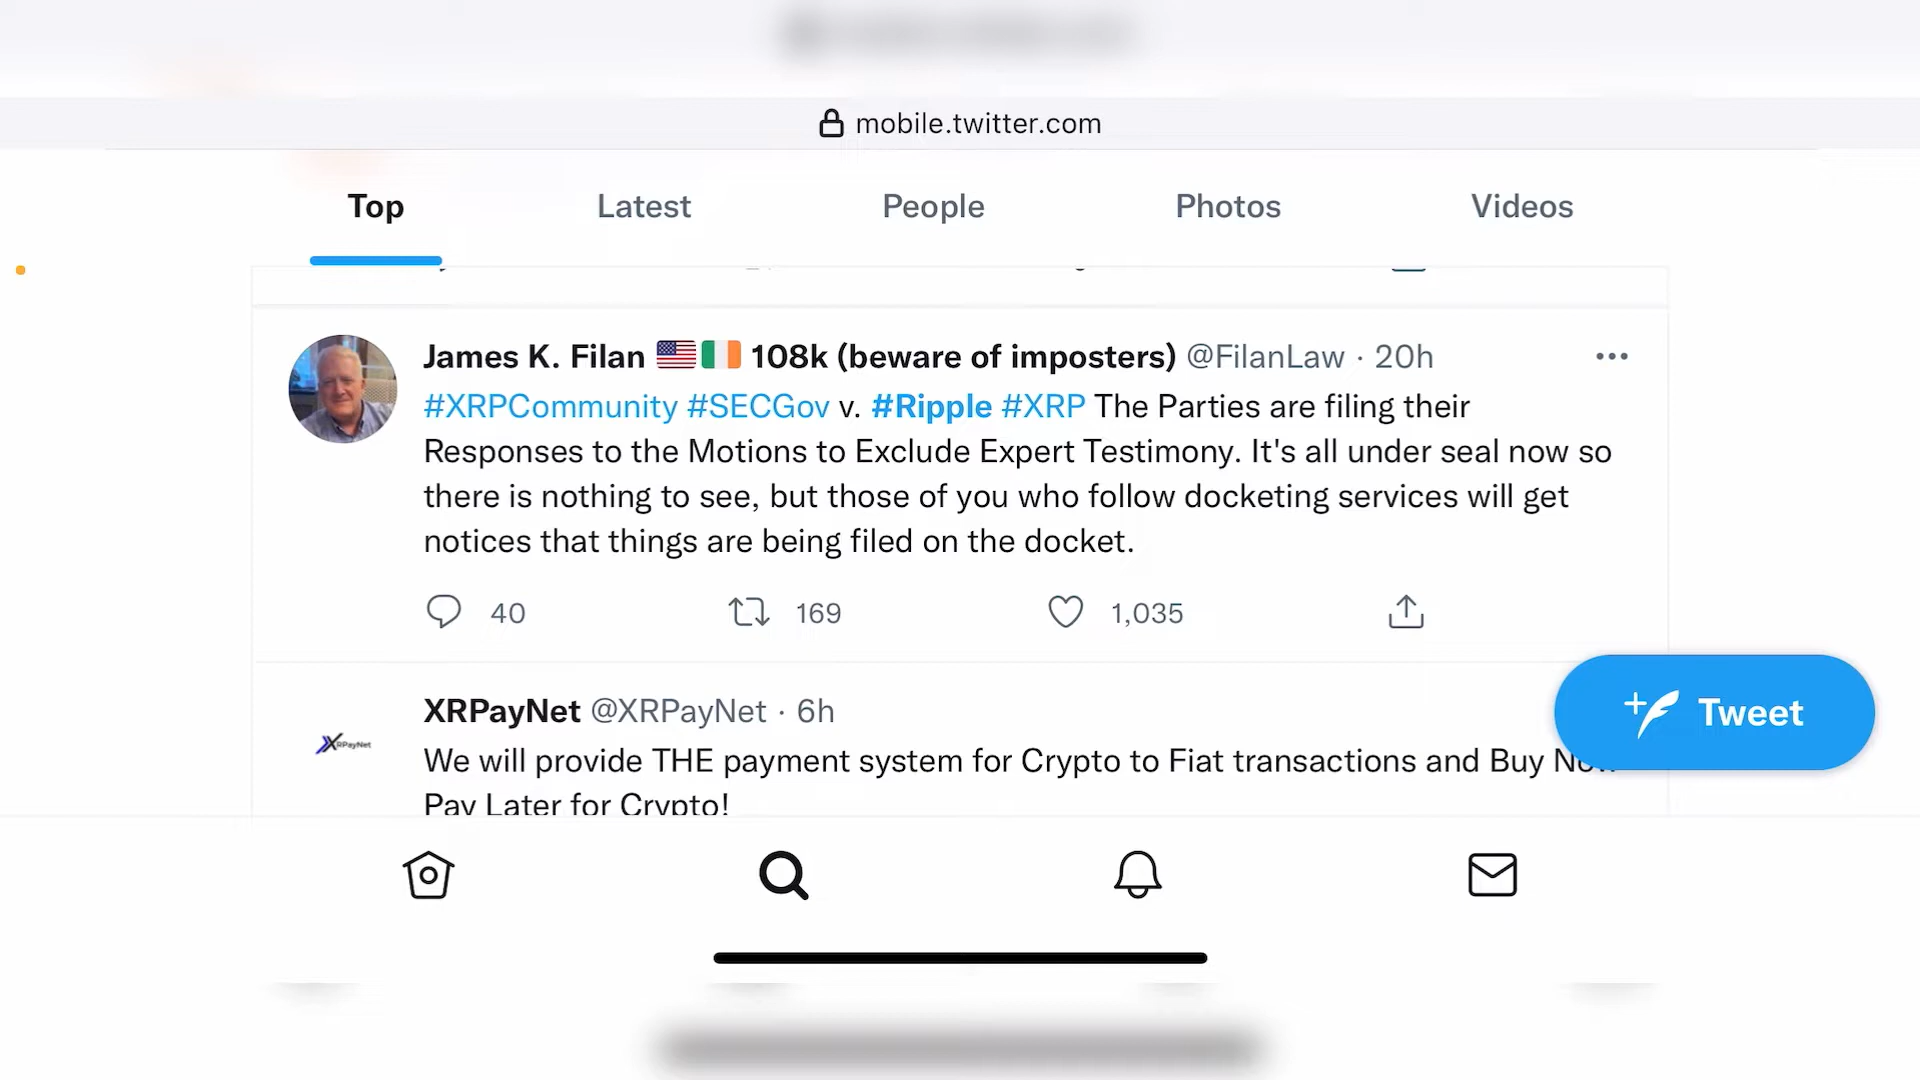 mobile.twitter.com
Top Latest People Photos Videos
James K. Filan 🇺🇸🇮🇪 108k (beware of imposters) @FilanLaw · 20h
#XRPCommunity #SECGov v. #Ripple #XRP The Parties are filing their
Responses to the Motions to Exclude Expert Testimony. It's all under seal now so
there is nothing to see, but those of you who follow docketing services will get
notices that things are being filed on the docket.
40 169 1,035
XRPayNet @XRPayNet · 6h
XRPayNet
We will provide THE payment system for Crypto to Fiat transactions and Buy Now
Tweet
Pay Later for Crypto!